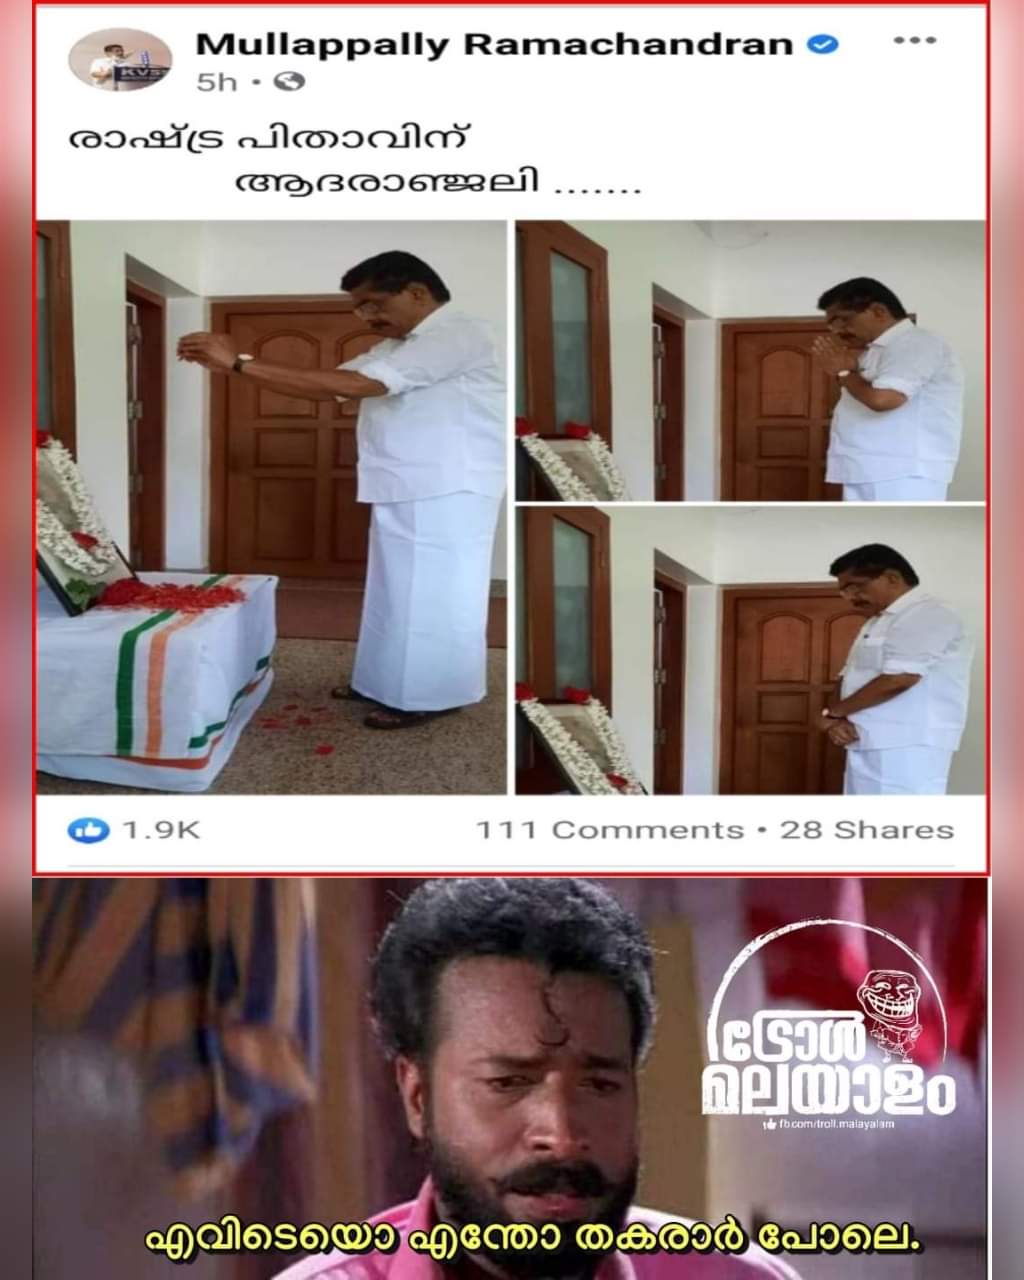 Mullappally Ramachandran
5h
രാഷ്ട്ര പിതാവിന്
ആദരാഞ്ജലി .......
KVS
1.9K
111 Comments • 28 Shares
ട്രോൾ
മലയാളം
fb.com/troll.malayalam
എവിടെയൊ എന്തോ തകരാർ പോലെ.